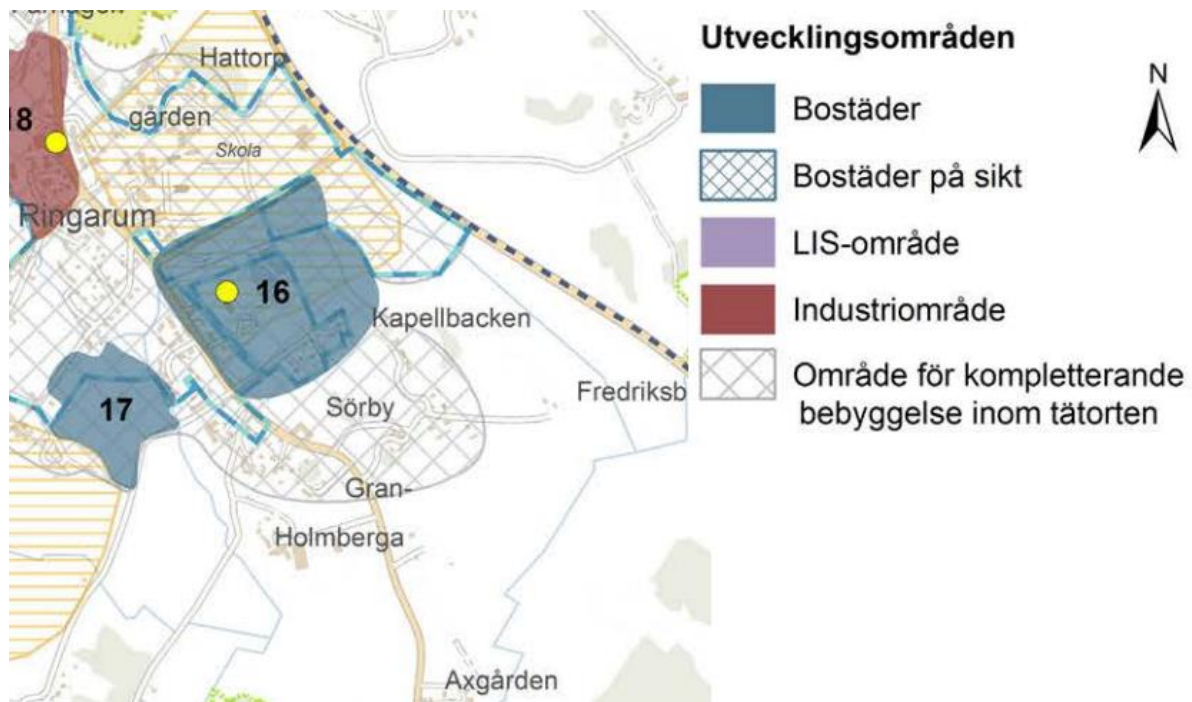 Hattorp
18
gården
Skola
Ringarum
16
Kapellbacken
Fredriksb
17
Sörby
Gran-
Holmberga
Axgården
Utvecklingsområden
Bostäder
Bostäder på sikt
LIS-område
Industriområde
Område för kompletterande
bebyggelse inom tätorten
N